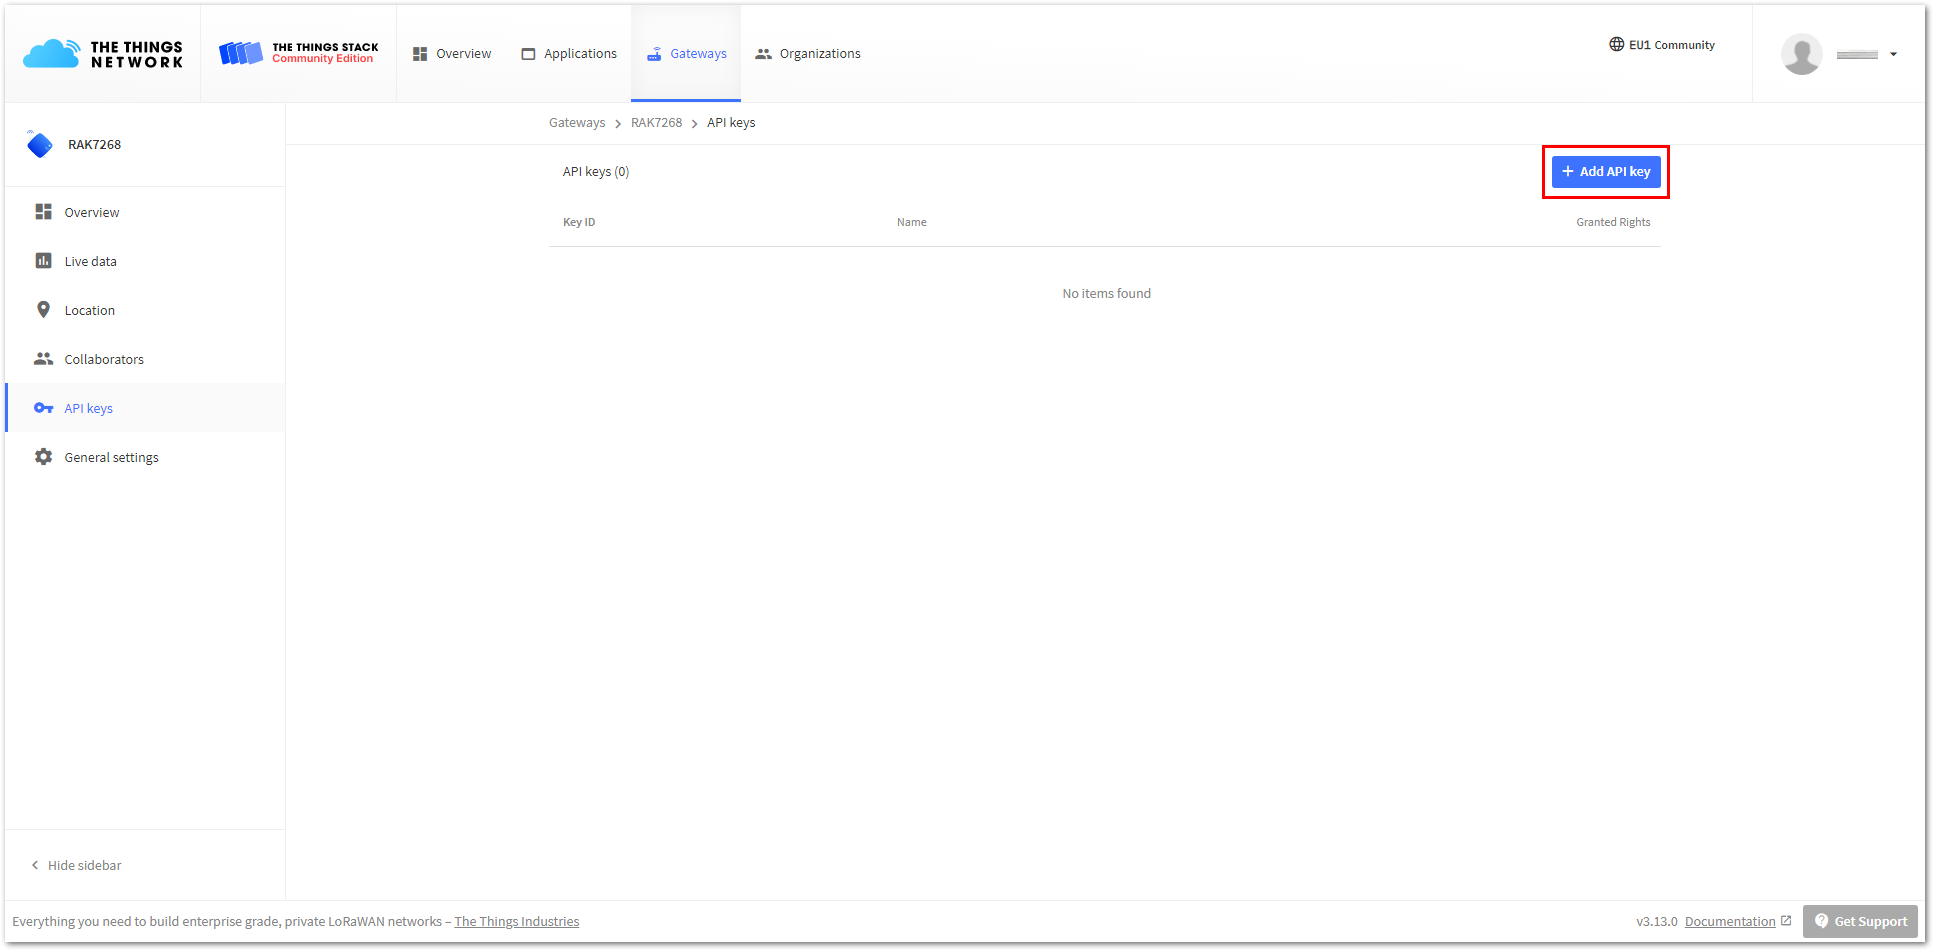 THE THINGS
NETWORK
THE THINGS STACK
Community Edition
Overview
Applications
Gateways
Organizations
EU1 Community
RAK7268
Overview
Live data
Location
Collaborators
API keys
General settings
Hide sidebar
Gateways > RAK7268 > API keys
API keys (0)
+ Add API key
Key ID Name Granted Rights
No items found
Everything you need to build enterprise grade, private LoRaWAN networks – The Things Industries
v3.13.0 Documentation
Get Support